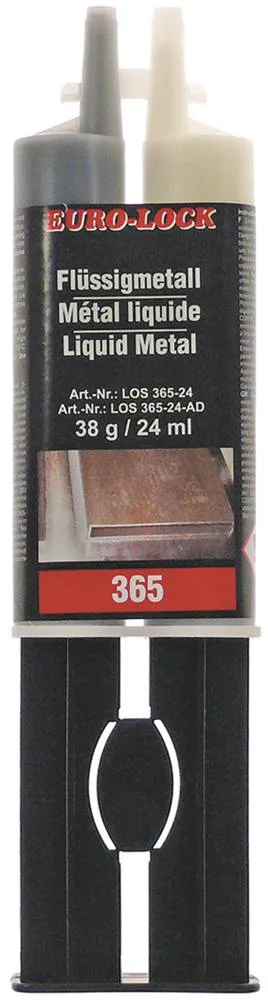 EURO-LOCK
Flüssigmetall
Métal liquide
Liquid Metal
Art.-Nr.: LOS 365-24
Art.-Nr.: LOS 365-24-AD
38 g / 24 ml
365